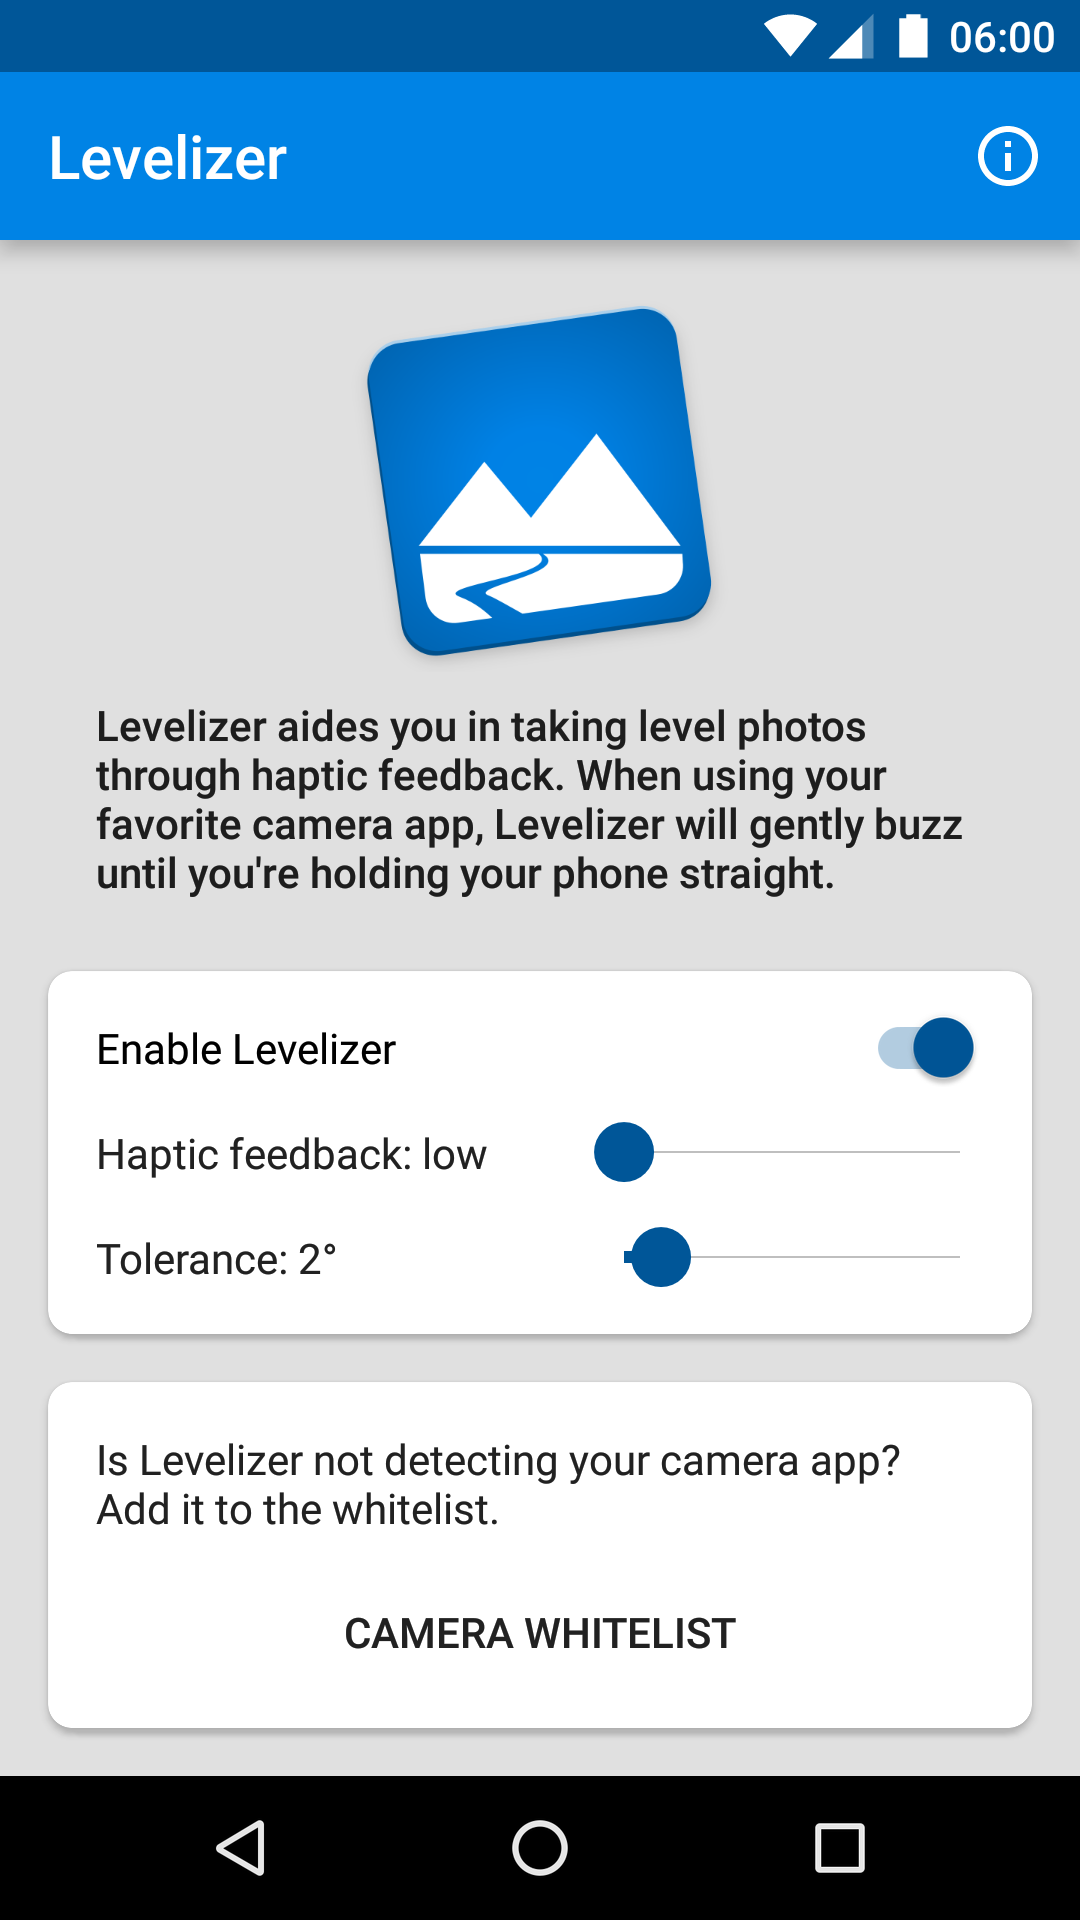 06:00
Levelizer
Levelizer aides you in taking level photos
through haptic feedback. When using your
favorite camera app, Levelizer will gently buzz
until you're holding your phone straight.
Enable Levelizer
Haptic feedback: low
Tolerance: 2°
Is Levelizer not detecting your camera app?
Add it to the whitelist.
CAMERA WHITELIST